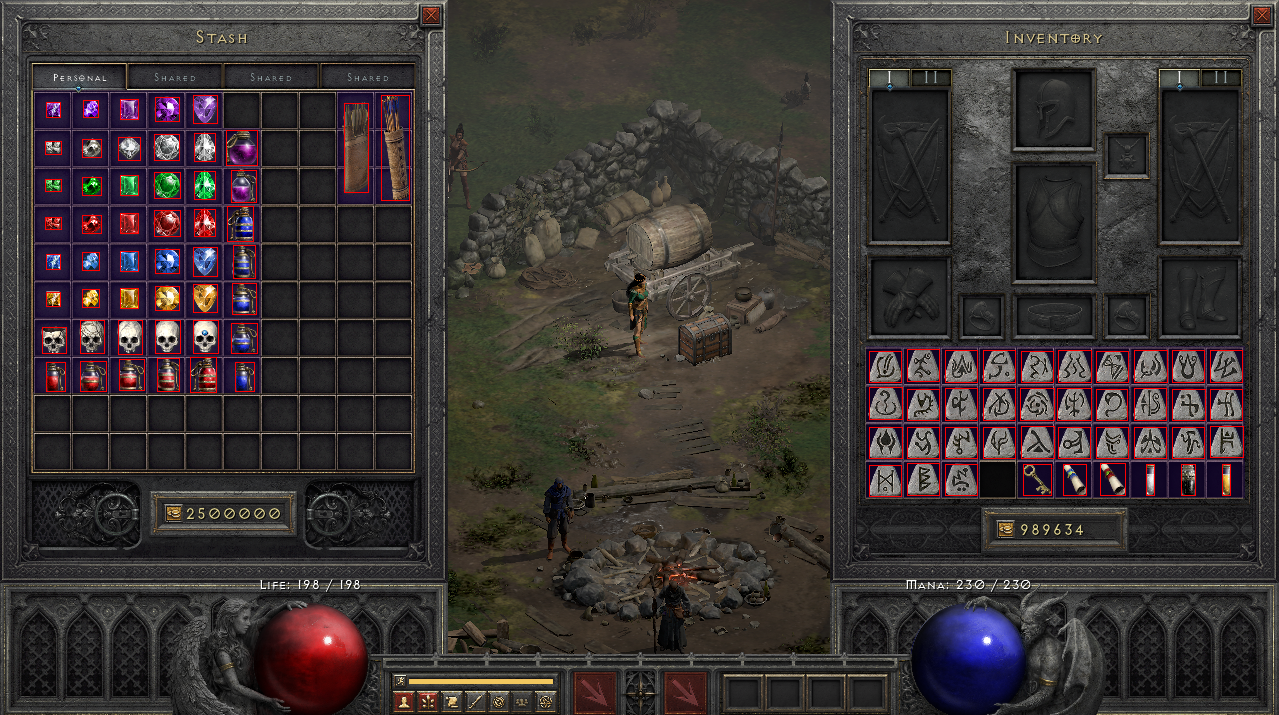 Stash
Personal
Shared
Shared
Shared
2500000
Inventory
I
II
I
II
989634
Life: 198 / 198
Mana: 230 / 230